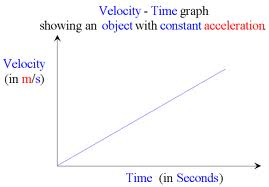 Velocity - Time graph
showing an object with constant acceleration.
Velocity
(in m/s)
Time (in Seconds)